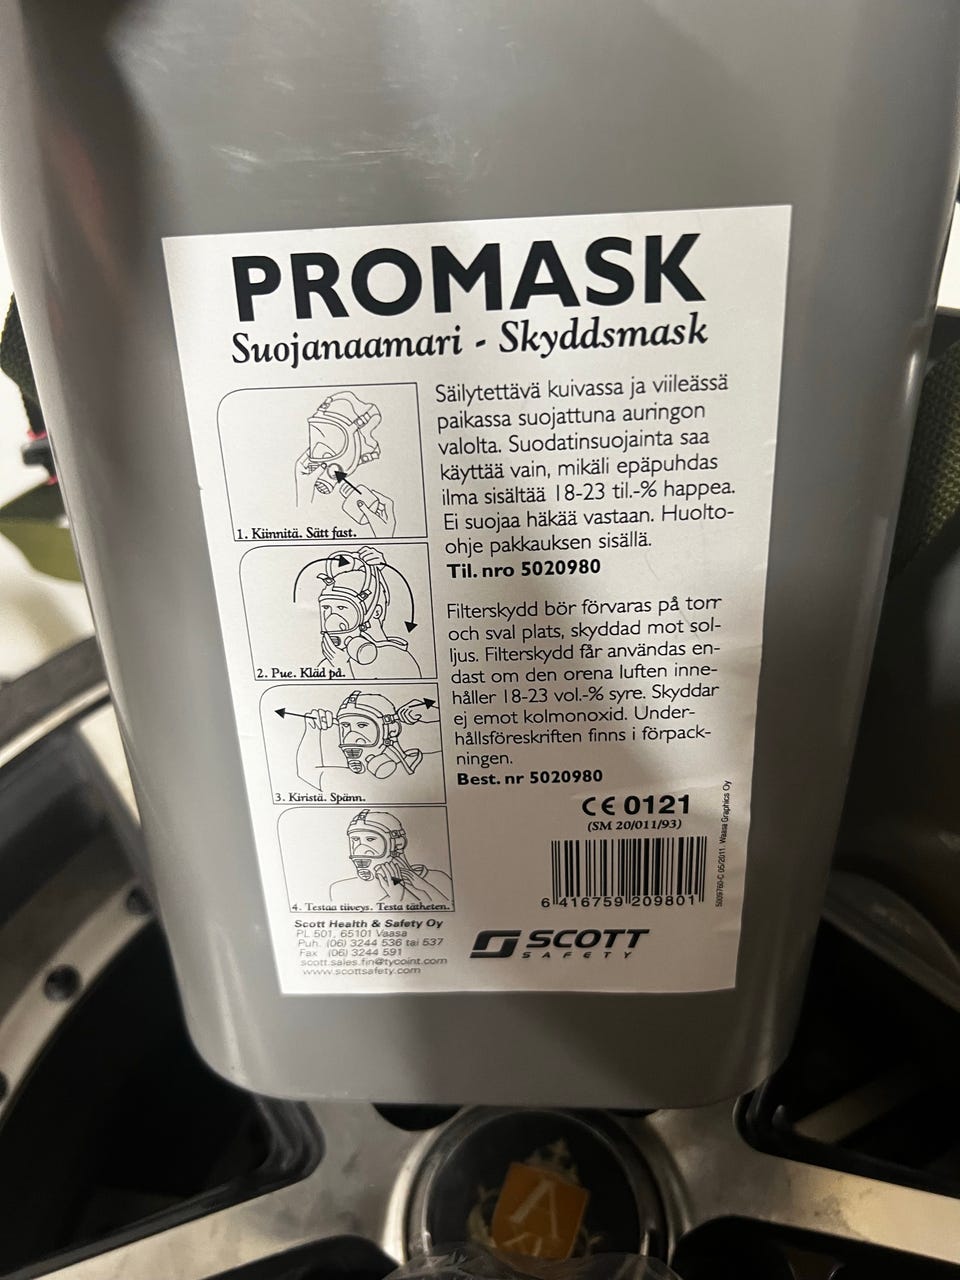 PROMASK
Suojanaamari - Skyddsmask
1. Kiinnitä. Sätt fast.
2. Pue. Kläd på.
3. Kiristä. Spänn.
4. Testaa tiiveys. Testa tätheten.
Säilytettävä kuivassa ja viileässä
paikassa suojattuna auringon
valolta. Suodatinsuojainta saa
käyttää vain, mikäli epäpuhdas
ilma sisältää 18-23 til.-% happea.
Ei suojaa häkää vastaan. Huolto-
ohje pakkauksen sisällä.
Til. nro 5020980
Filterskydd bör förvaras på torr
och sval plats, skyddad mot sol-
ljus. Filterskydd får användas en-
dast om den orena luften inne-
håller 18-23 vol.-% syre. Skyddar
ej emot kolmonoxid. Under-
hållsföreskriften finns i förpack-
ningen.
Best. nr 5020980
CE 0121
(SM 20/011/93)
6 416759 209801
5009760-C 05/2011. Waasa Graphics Oy
Scott Health & Safety Oy
PL 501, 65101 Vaasa
Puh. (06) 3244 536 tai 537
Fax (06) 3244 591
scott.sales.fin@tycoint.com
www.scottsafety.com
SCOTT
SAFETY